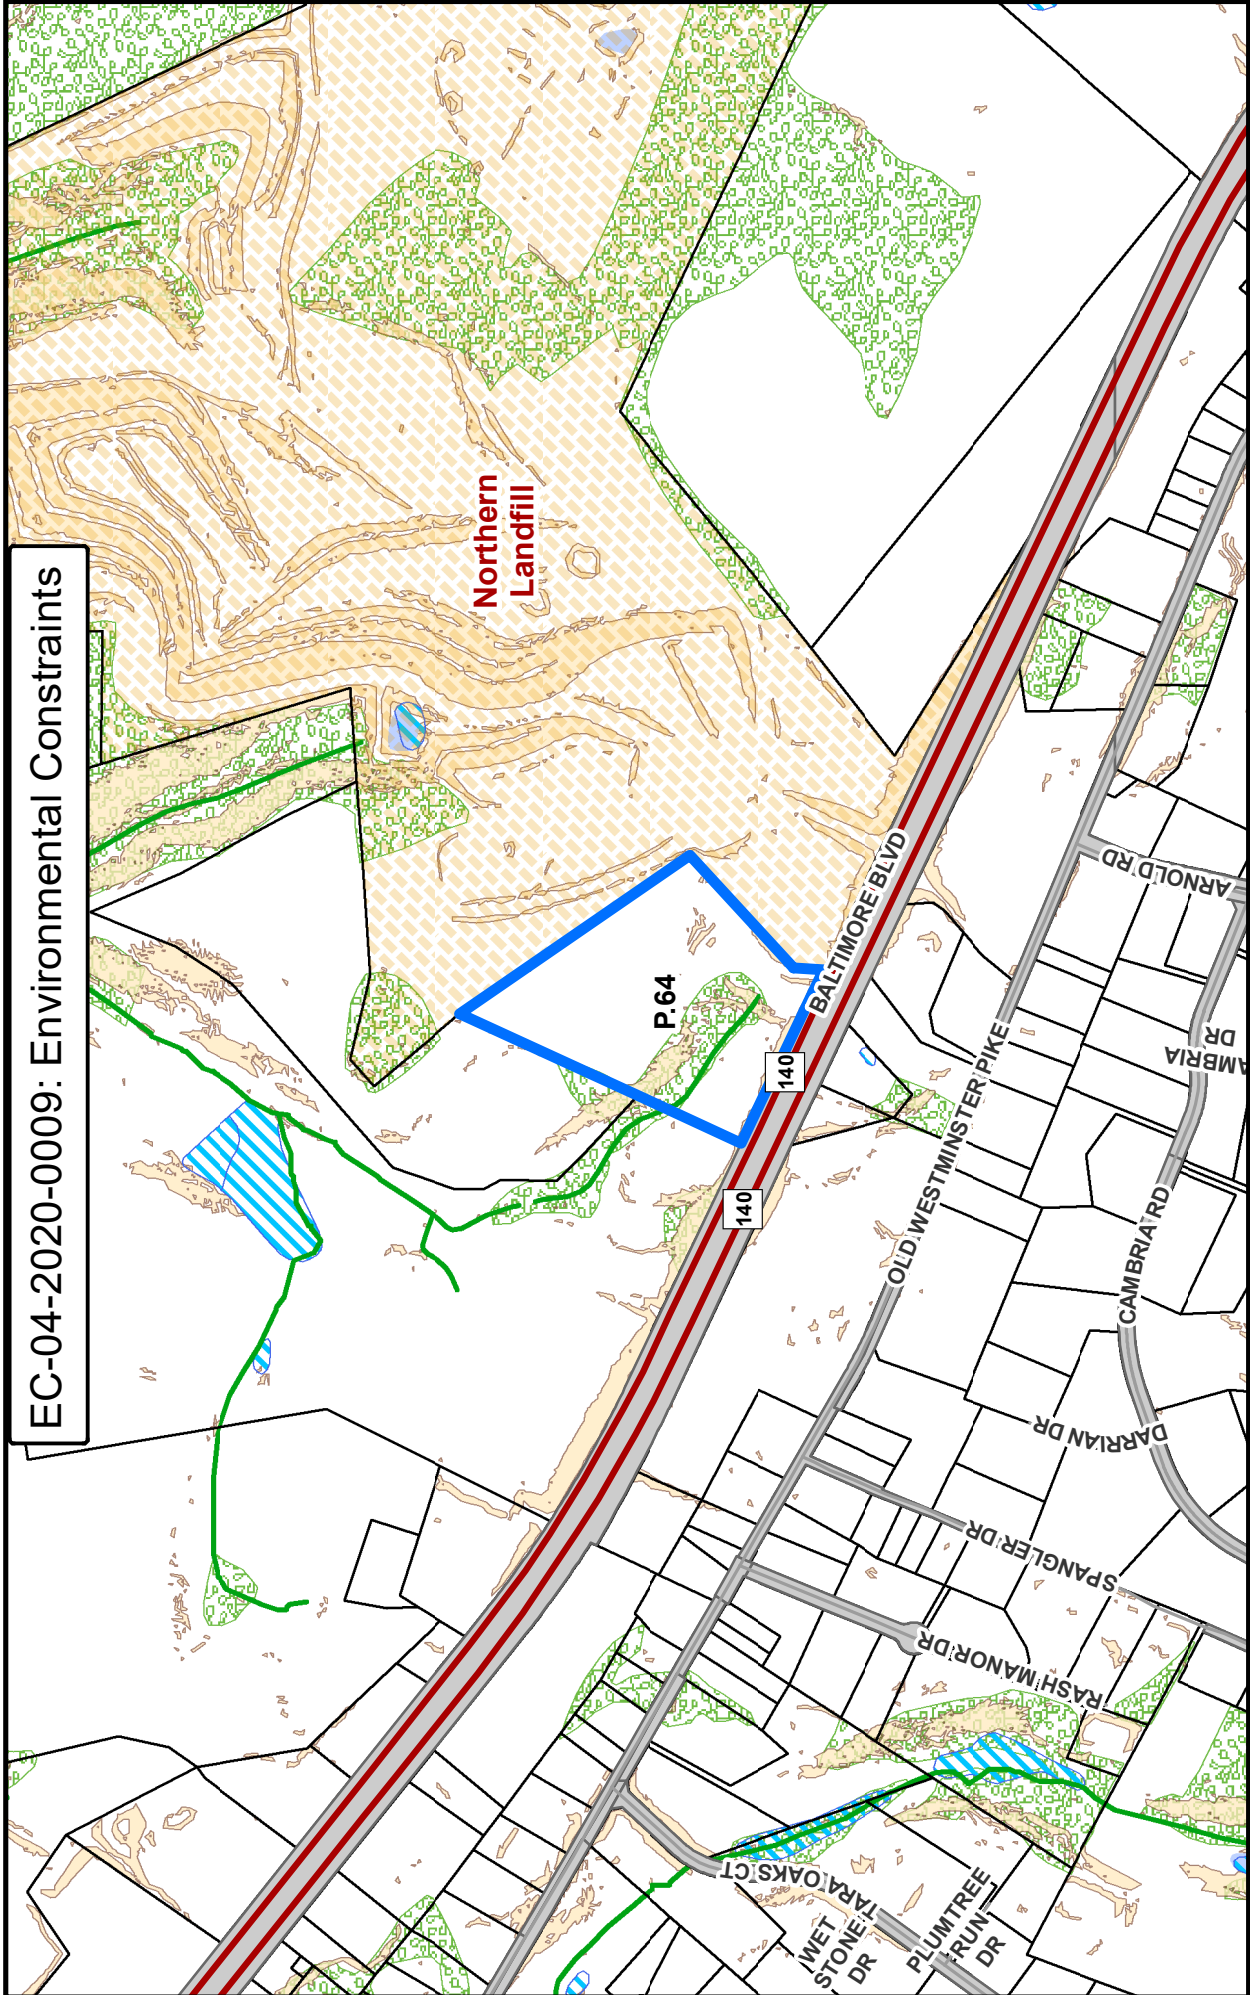 EC-04-2020-0009: Environmental Constraints
Northern
Landfill
P.64
BALTIMORE BLVD
140
140
OLD WESTMINSTER PIKE
ARNOLD RD
AMBRIA
DR
CAMBRIA RD
DARRIAN DR
SPANGLER DR
RASH MANOR DR
TARA OAKS CT
WET
STONE
DR
PLUMTREE
RUN
DR